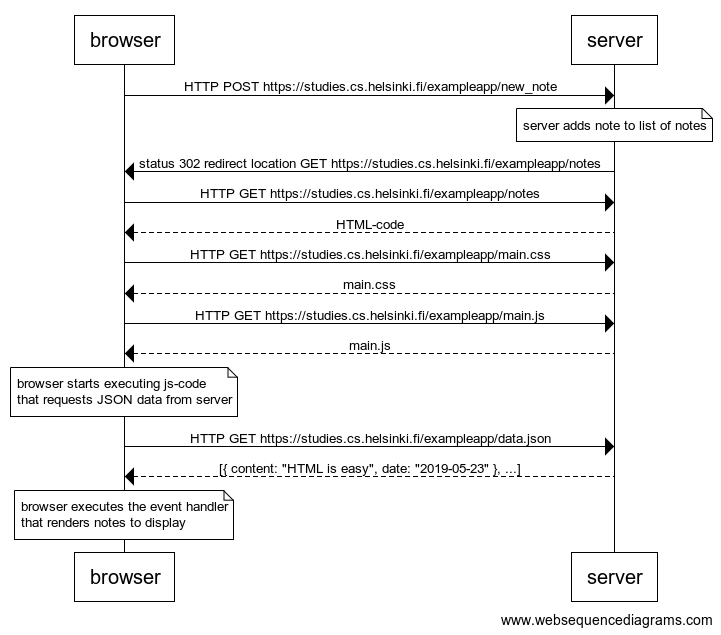 browser
server
HTTP POST https://studies.cs.helsinki.fi/exampleapp/new_note
server adds note to list of notes
status 302 redirect location GET https://studies.cs.helsinki.fi/exampleapp/notes
HTTP GET https://studies.cs.helsinki.fi/exampleapp/notes
HTML-code
HTTP GET https://studies.cs.helsinki.fi/exampleapp/main.css
main.css
HTTP GET https://studies.cs.helsinki.fi/exampleapp/main.js
main.js
browser starts executing js-code
that requests JSON data from server
HTTP GET https://studies.cs.helsinki.fi/exampleapp/data.json
[{ content: "HTML is easy", date: "2019-05-23" }, ...]
browser executes the event handler
that renders notes to display
browser
server
www.websequencediagrams.com